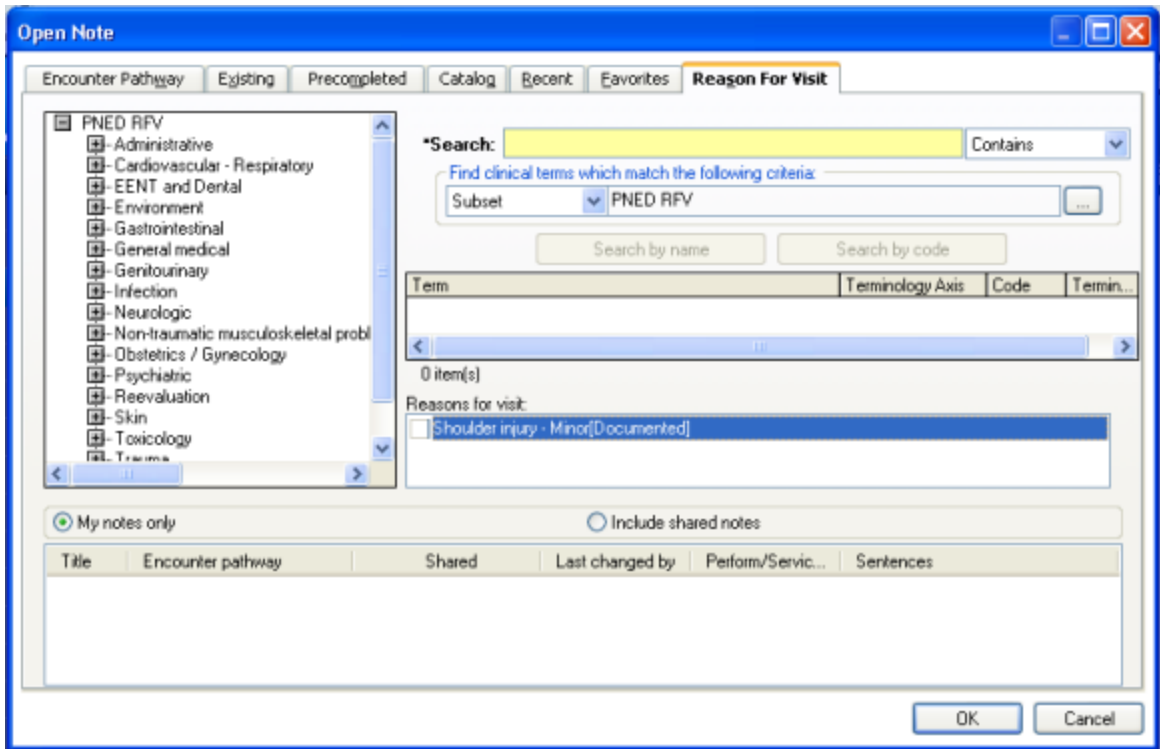 Open Note
Encounter Pathway Existing Precompleted Catalog Recent Favorites Reason For Visit
PNED RFV
Administrative
Cardiovascular - Respiratory
EENT and Dental
Environment
Gastrointestinal
General medical
Genitourinary
Infection
Neurologic
Non-traumatic musculoskeletal probl
Obstetrics / Gynecology
Psychiatric
Reevaluation
Skin
Toxicology
Trauma
*Search: Contains
Find clinical terms which match the following criteria:
Subset PNED RFV ...
Search by name Search by code
Term Terminology Axis Code Termin...
0 item(s)
Reasons for visit:
Shoulder injury - Minor[Documented]
My notes only Include shared notes
Title Encounter pathway Shared Last changed by Perform/Servic... Sentences
OK Cancel